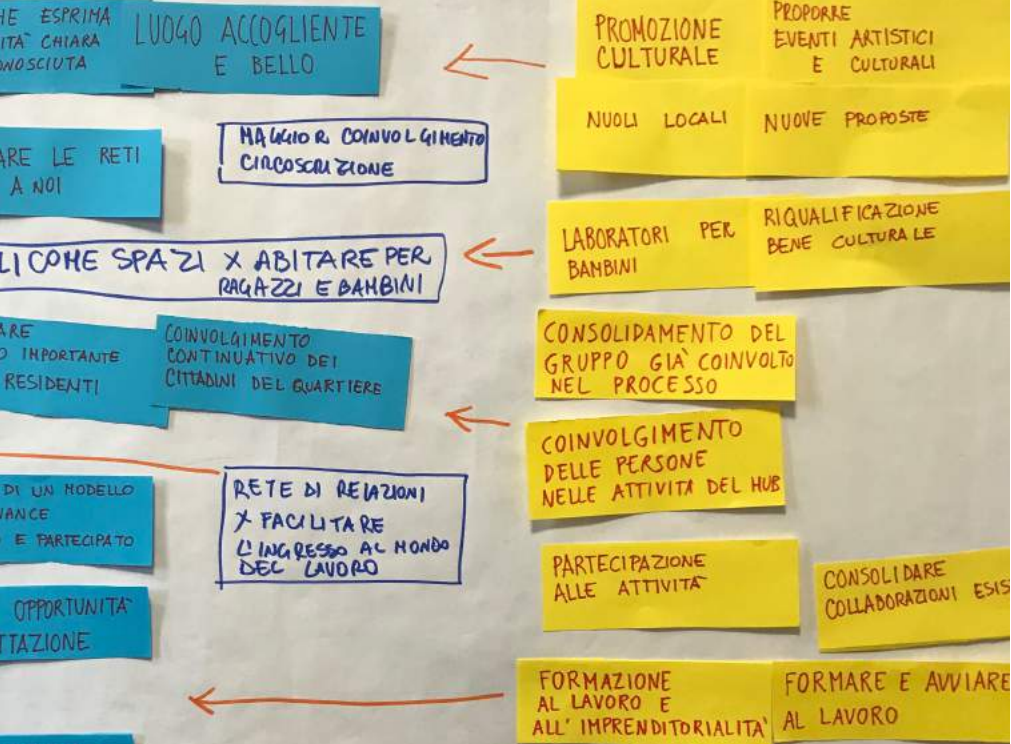 HE ESPRIMA
ITÀ CHIARA
ONOSCIUTA
LUOGO ACCOGLIENTE
E BELLO
PROMOZIONE
CULTURALE
PROPORRE
EVENTI ARTISTICI
E CULTURALI
MAGGIOR COINVOLGIMENTO
CIRCOSCRIZIONE
NUOLI LOCALI
NUOVE PROPOSTE
ARE LE RETI
A NOI
LABORATORI PER
BAMBINI
RIQUALIFICAZIONE
BENE CULTURALE
LI COME SPAZI X ABITARE PER
RAGAZZI E BAMBINI
ARE
O IMPORTANTE
RESIDENTI
COINVOLGIMENTO
CONTINUATIVO DEI
CITTADINI DEL QUARTIERE
CONSOLIDAMENTO DEL
GRUPPO GIÀ COINVOLTO
NEL PROCESSO
COINVOLGIMENTO
DELLE PERSONE
NELLE ATTIVITÀ DEL HUB
DI UN MODELLO
NANCE
O E PARTECIPATO
RETE DI RELAZIONI
X FACILITARE
L'INGRESSO AL MONDO
DEL LAVORO
PARTECIPAZIONE
ALLE ATTIVITÀ
CONSOLIDARE
COLLABORAZIONI ESIS
OPPORTUNITÀ
TTAZIONE
FORMAZIONE
AL LAVORO E
ALL'IMPRENDITORIALITÀ
FORMARE E AVVIARE
AL LAVORO